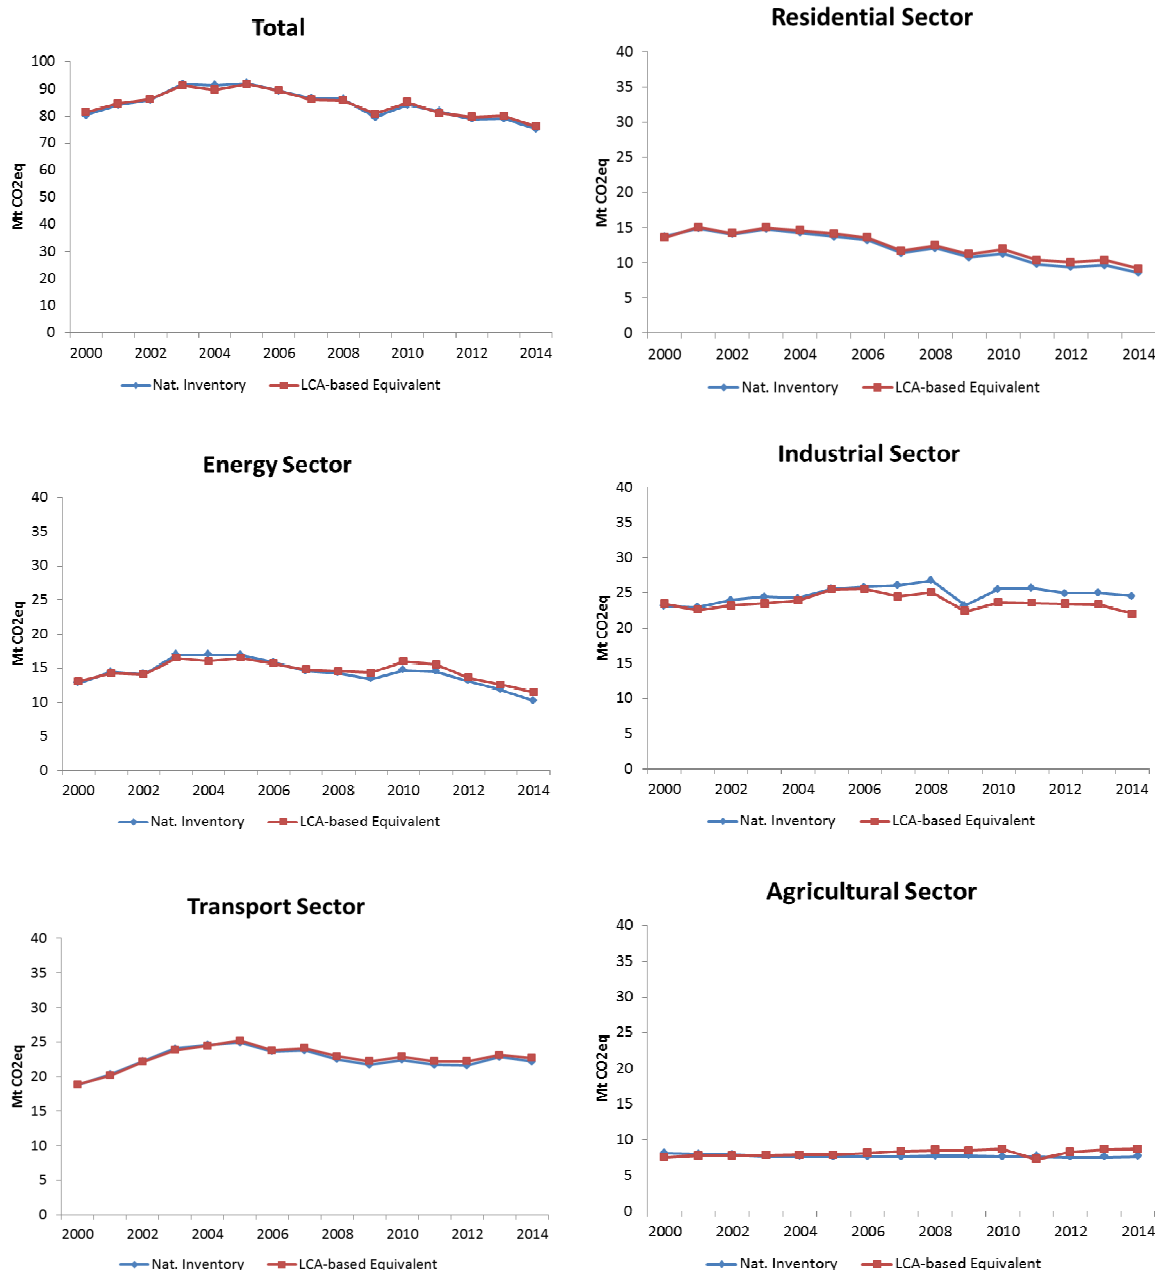 Total
100
90
80
70
60
50
40
30
20
10
0
Mt CO2eq
2000 2002 2004 2006 2008 2010 2012 2014
Nat. Inventory LCA-based Equivalent
Residential Sector
40
35
30
25
20
15
10
5
0
Mt CO2eq
2000 2002 2004 2006 2008 2010 2012 2014
Nat. Inventory LCA-based Equivalent
Energy Sector
40
35
30
25
20
15
10
5
0
Mt CO2eq
2000 2002 2004 2006 2008 2010 2012 2014
Nat. Inventory LCA-based Equivalent
Industrial Sector
40
35
30
25
20
15
10
5
0
Mt CO2eq
2000 2002 2004 2006 2008 2010 2012 2014
Nat. Inventory LCA-based Equivalent
Transport Sector
40
35
30
25
20
15
10
5
0
Mt CO2eq
2000 2002 2004 2006 2008 2010 2012 2014
Nat. Inventory LCA-based Equivalent
Agricultural Sector
40
35
30
25
20
15
10
5
0
Mt CO2eq
2000 2002 2004 2006 2008 2010 2012 2014
Nat. Inventory LCA-based Equivalent